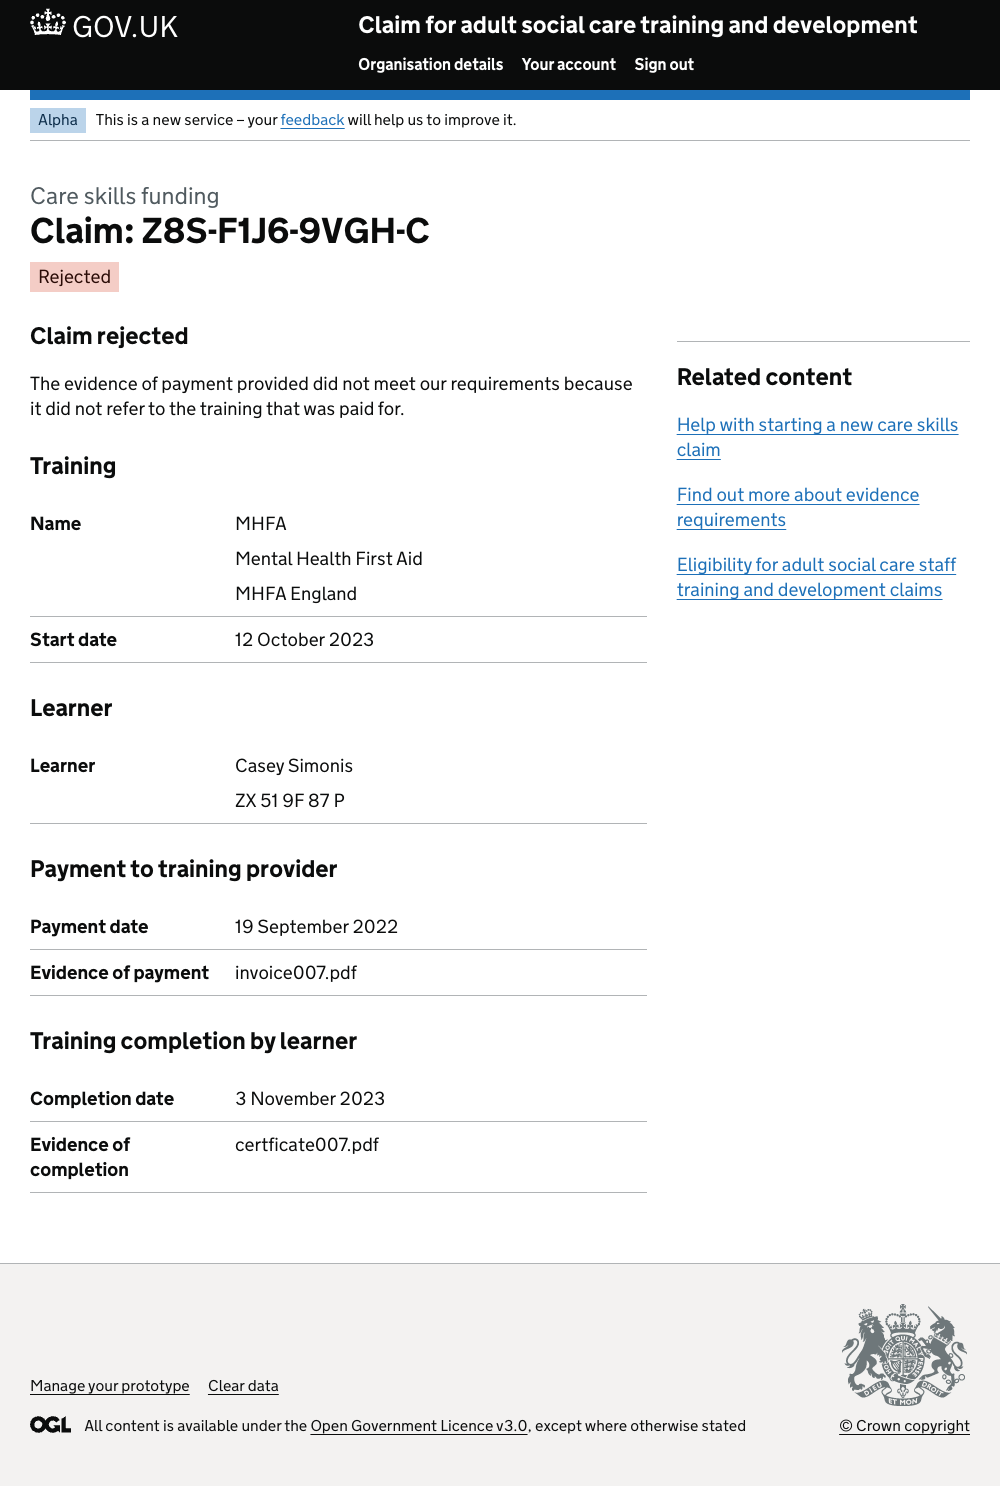 GOV.UK
Claim for adult social care training and development
Organisation details Your account Sign out
Alpha This is a new service – your feedback will help us to improve it.
Care skills funding
Claim: Z8S-F1J6-9VGH-C
Rejected
Claim rejected
The evidence of payment provided did not meet our requirements because
it did not refer to the training that was paid for.
Training
Name MHFA
Mental Health First Aid
MHFA England
Start date 12 October 2023
Learner
Learner Casey Simonis
ZX 51 9F 87 P
Payment to training provider
Payment date 19 September 2022
Evidence of payment invoice007.pdf
Training completion by learner
Completion date 3 November 2023
Evidence of certficate007.pdf
completion
Related content
Help with starting a new care skills
claim
Find out more about evidence
requirements
Eligibility for adult social care staff
training and development claims
Manage your prototype Clear data
OGL All content is available under the Open Government Licence v3.0, except where otherwise stated
DIEU ET MON DROIT
© Crown copyright